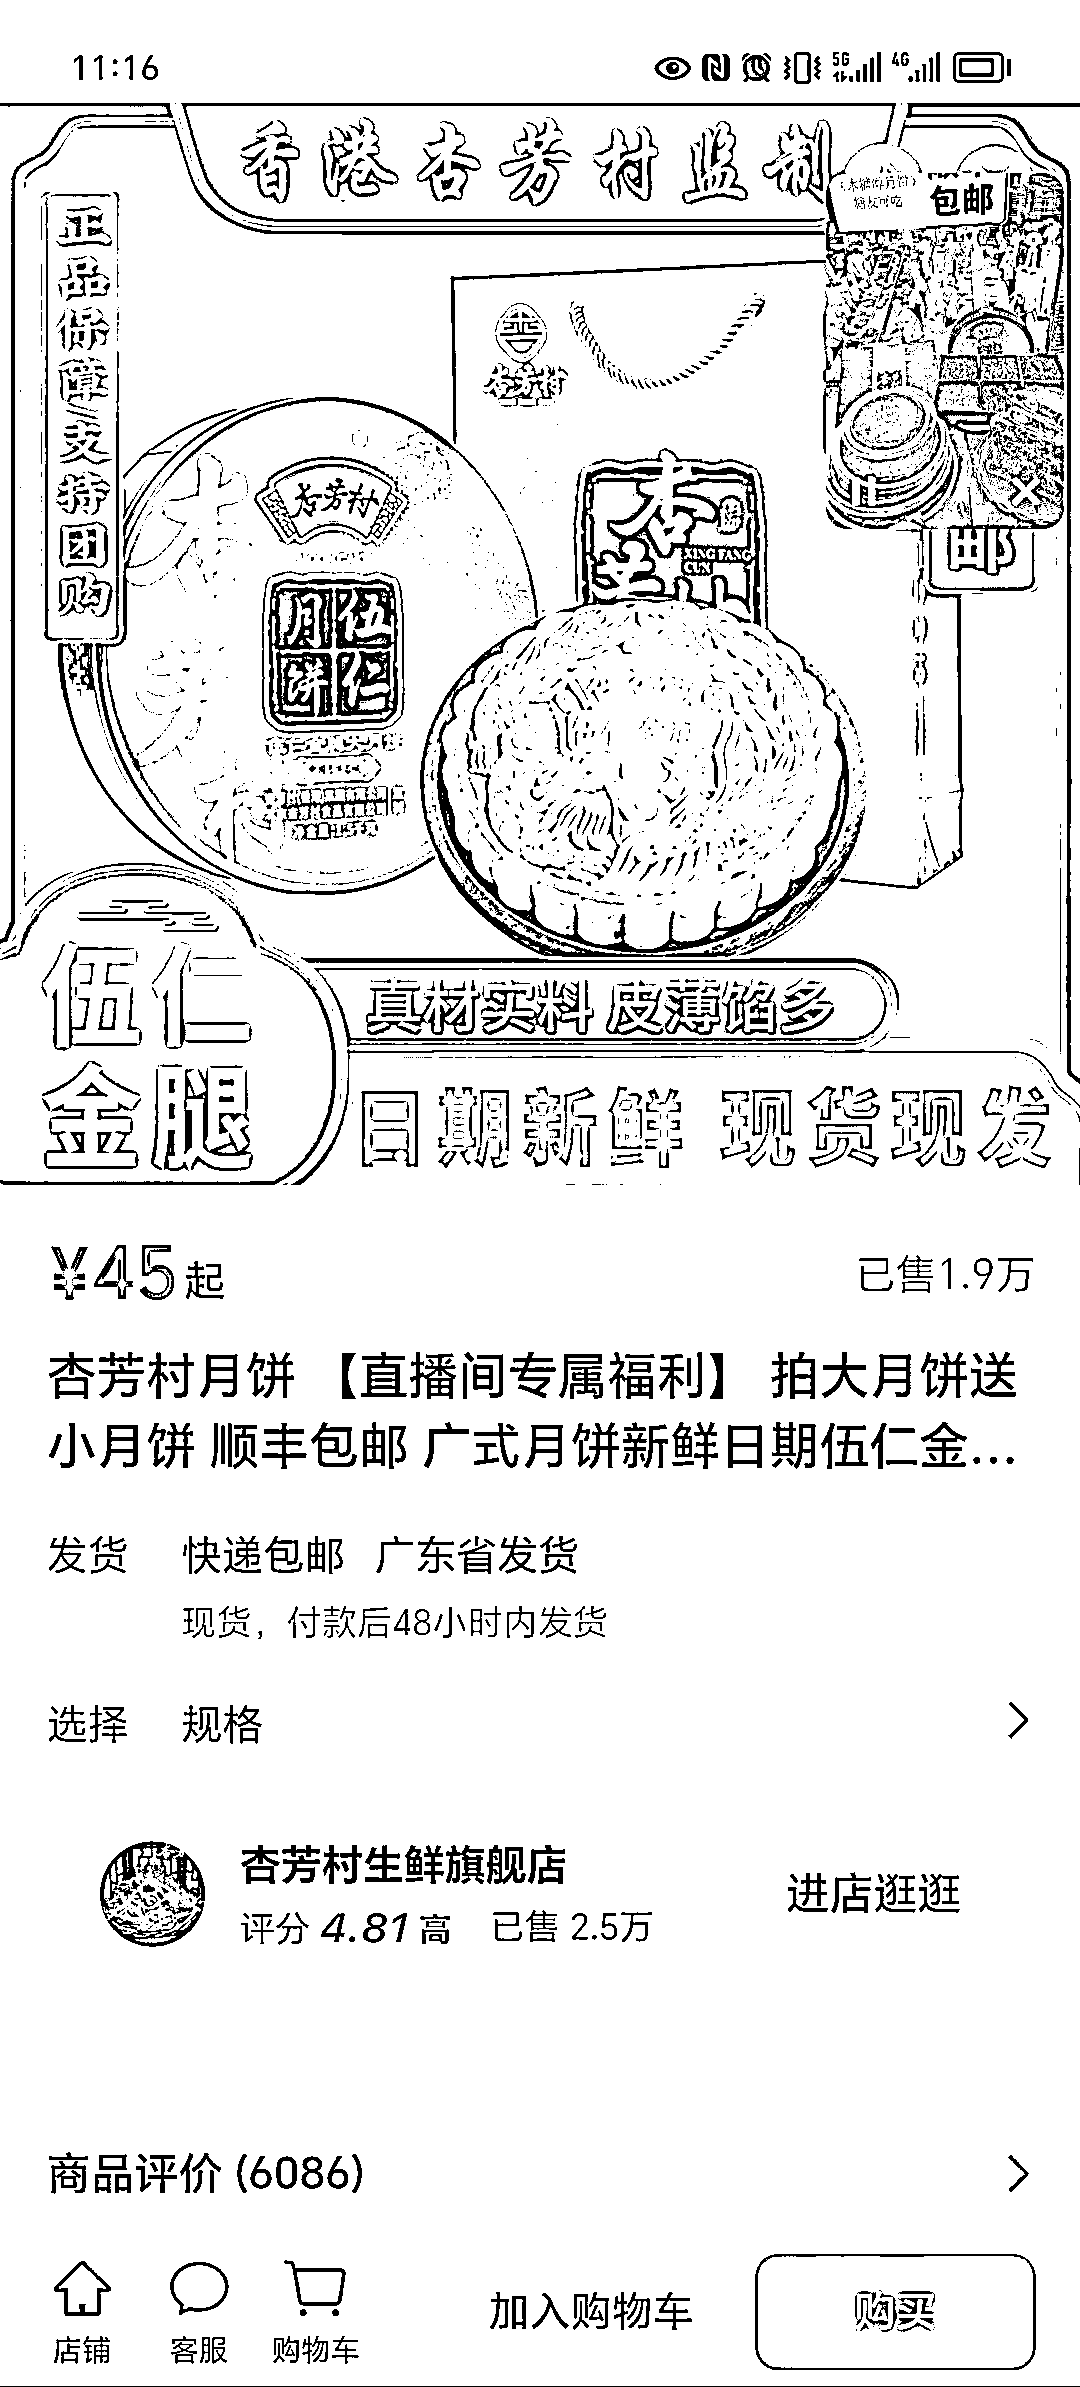 11:16
5G
4G
香港杏芳村监制
包邮
正品保障/支持团购
杏芳村
杏芳村
杏
XING FANG
CUN
邮
伍仁
月饼
伍仁
金腿
真材实料 皮薄馅多
日期新鲜 现货现发
¥45起
已售1.9万
杏芳村月饼 【直播间专属福利】 拍大月饼送
小月饼 顺丰包邮 广式月饼新鲜日期伍仁金...
发货 快递包邮 广东省发货
现货，付款后48小时内发货
选择 规格
杏芳村生鲜旗舰店
评分 4.81 高 已售 2.5万
进店逛逛
商品评价 (6086)
店铺
客服
购物车
加入购物车
购买